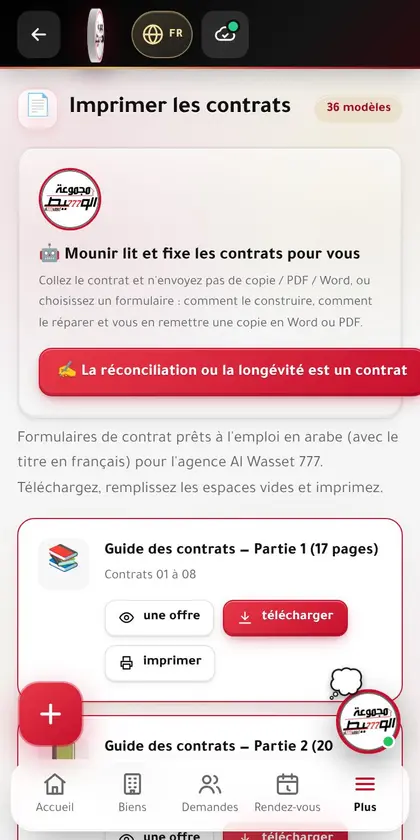 FR
Imprimer les contrats
36 modèles
مجموعة
الوسيط 777
🤖 Mounir lit et fixe les contrats pour vous
Collez le contrat et n'envoyez pas de copie / PDF / Word, ou
choisissez un formulaire : comment le construire, comment
le réparer et vous en remettre une copie en Word ou PDF.
✍️ La réconciliation ou la longévité est un contrat
Formulaires de contrat prêts à l'emploi en arabe (avec le
titre en français) pour l'agence Al Wasset 777.
Téléchargez, remplissez les espaces vides et imprimez.
Guide des contrats – Partie 1 (17 pages)
Contrats 01 à 08
une offre
télécharger
imprimer
مجموعة
الوسيط 777
Guide des contrats – Partie 2 (20
Accueil
Biens
Demandes
Rendez-vous
Plus
une offre
télécharger